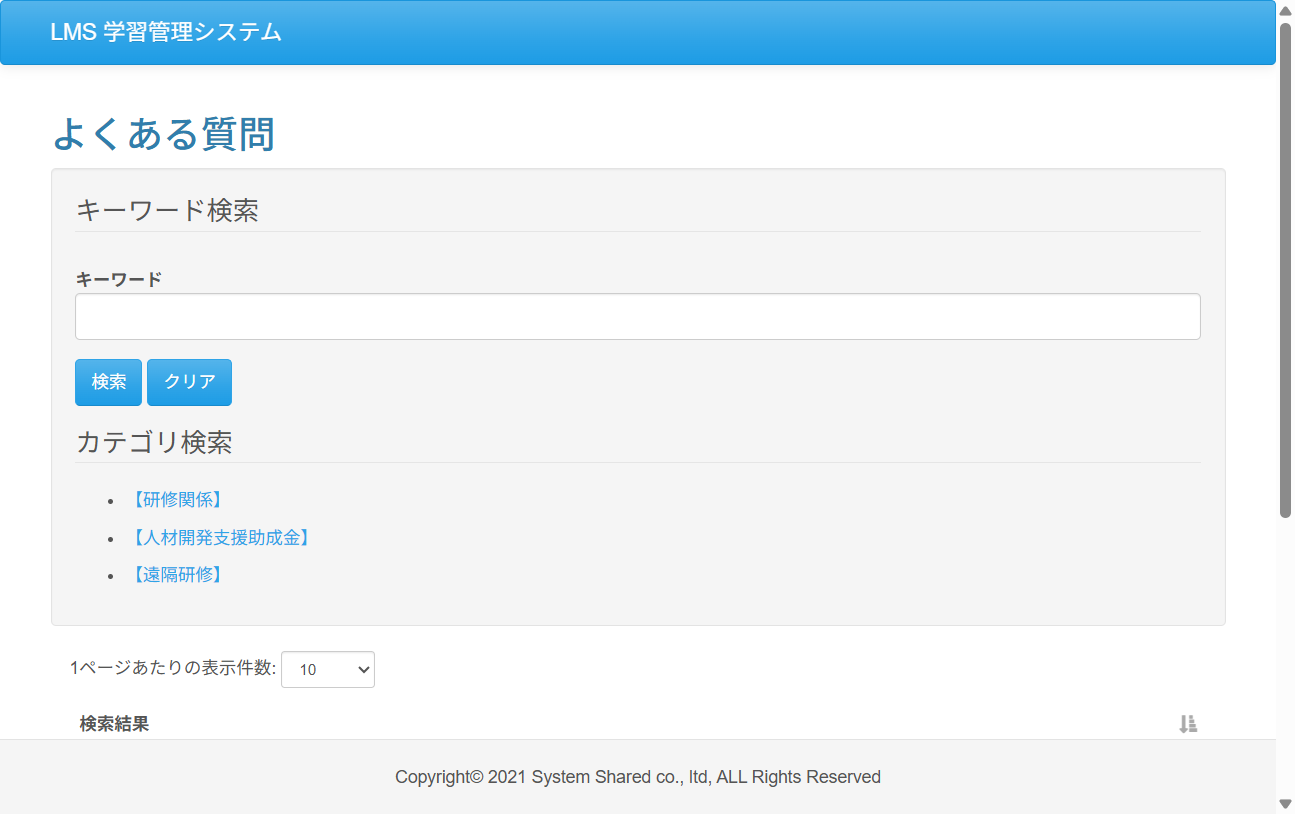 LMS 学習管理システム
よくある質問
キーワード検索
キーワード
検索 クリア
カテゴリ検索
【研修関係】
【人材開発支援助成金】
【遠隔研修】
1ページあたりの表示件数: 10
検索結果
Copyright© 2021 System Shared co., ltd, ALL Rights Reserved